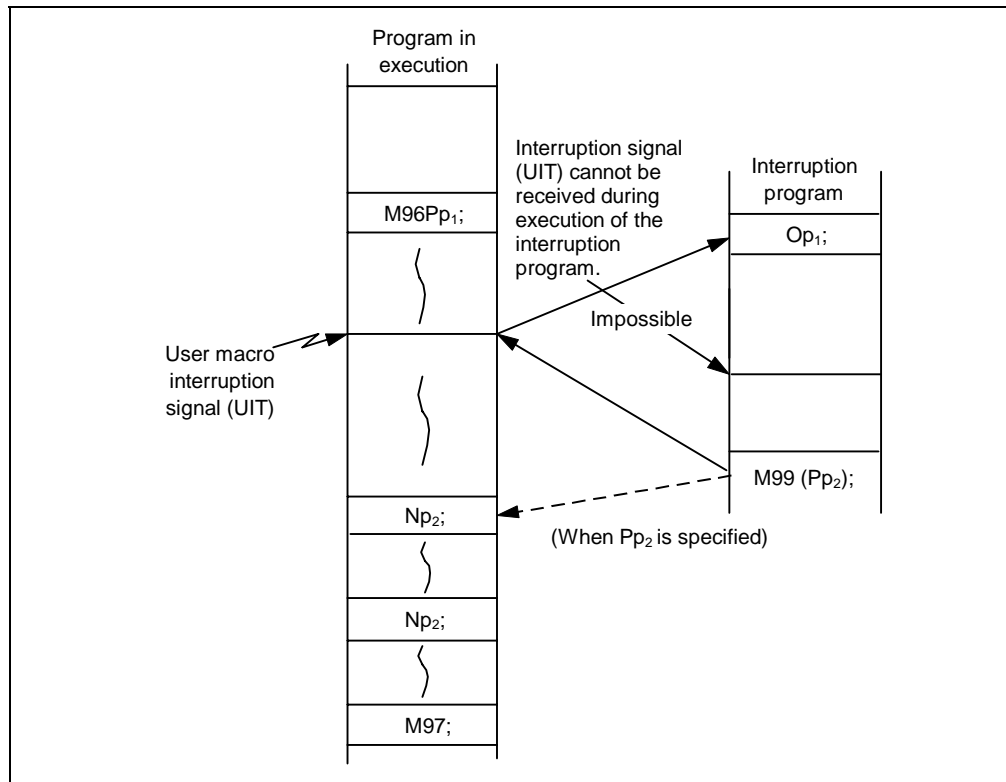 Program in
execution
M96Pp₁;
User macro
interruption
signal (UIT)
Np₂;
Np₂;
M97;
Interruption signal
(UIT) cannot be
received during
execution of the
interruption
program.
Impossible
(When Pp₂ is specified)
Interruption
program
Op₁;
M99 (Pp₂);